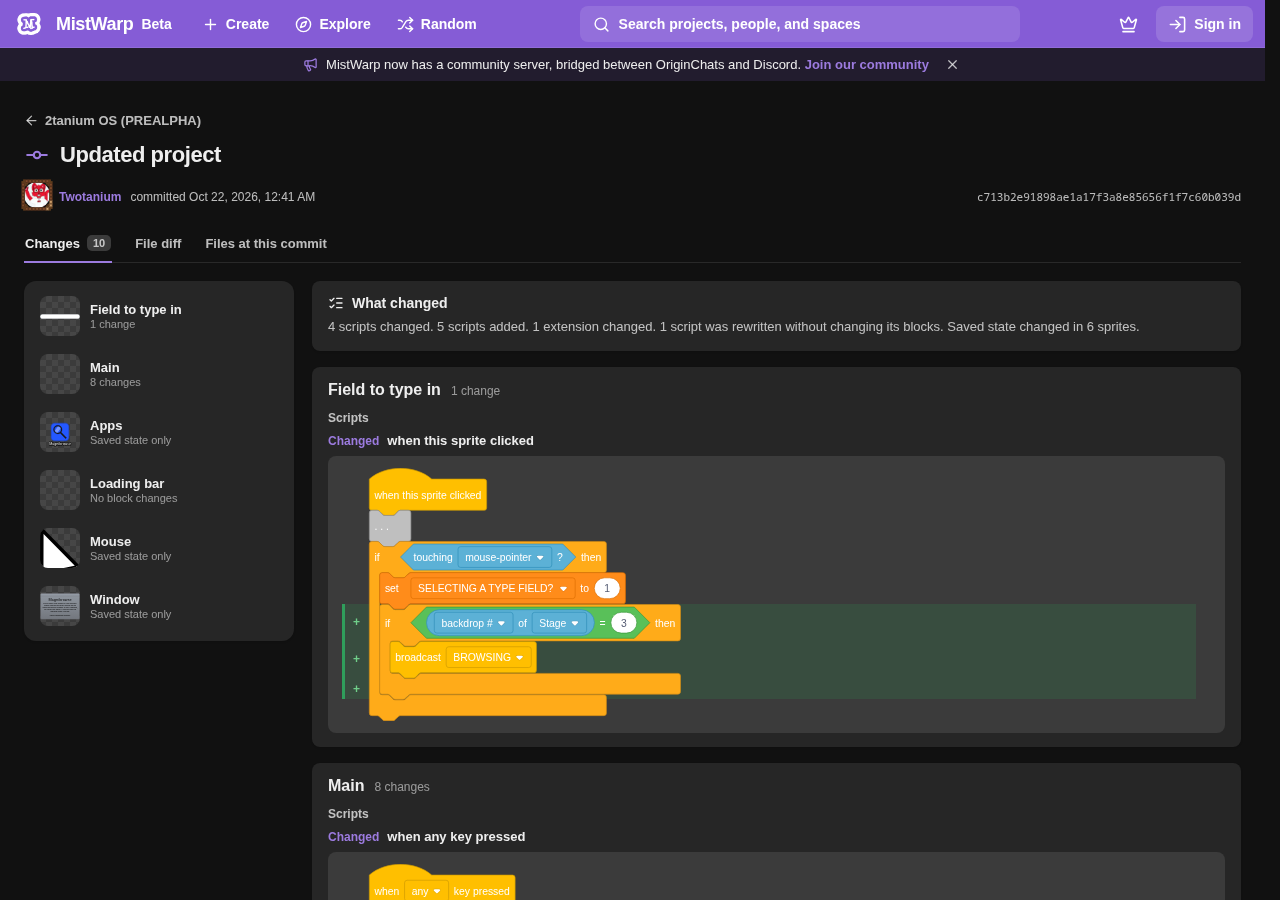 MistWarp Beta Create Explore Random Search projects, people, and spaces Sign in
MistWarp now has a community server, bridged between OriginChats and Discord. Join our community
2tanium OS (PREALPHA)
Updated project
Twotanium committed Oct 22, 2026, 12:41 AM c713b2e91898ae1a17f3a8e85656f1f7c60b039d
Changes 10 File diff Files at this commit
Field to type in
1 change
Main
8 changes
Apps
Saved state only
Loading bar
No block changes
Mouse
Saved state only
Window
Saved state only
What changed
4 scripts changed. 5 scripts added. 1 extension changed. 1 script was rewritten without changing its blocks. Saved state changed in 6 sprites.
Field to type in 1 change
Scripts
Changed when this sprite clicked
when this sprite clicked
. . .
if touching mouse-pointer ? then
set SELECTING A TYPE FIELD? to 1
+ if backdrop # of Stage = 3 then
+ broadcast BROWSING
+
Main 8 changes
Scripts
Changed when any key pressed
when any key pressed